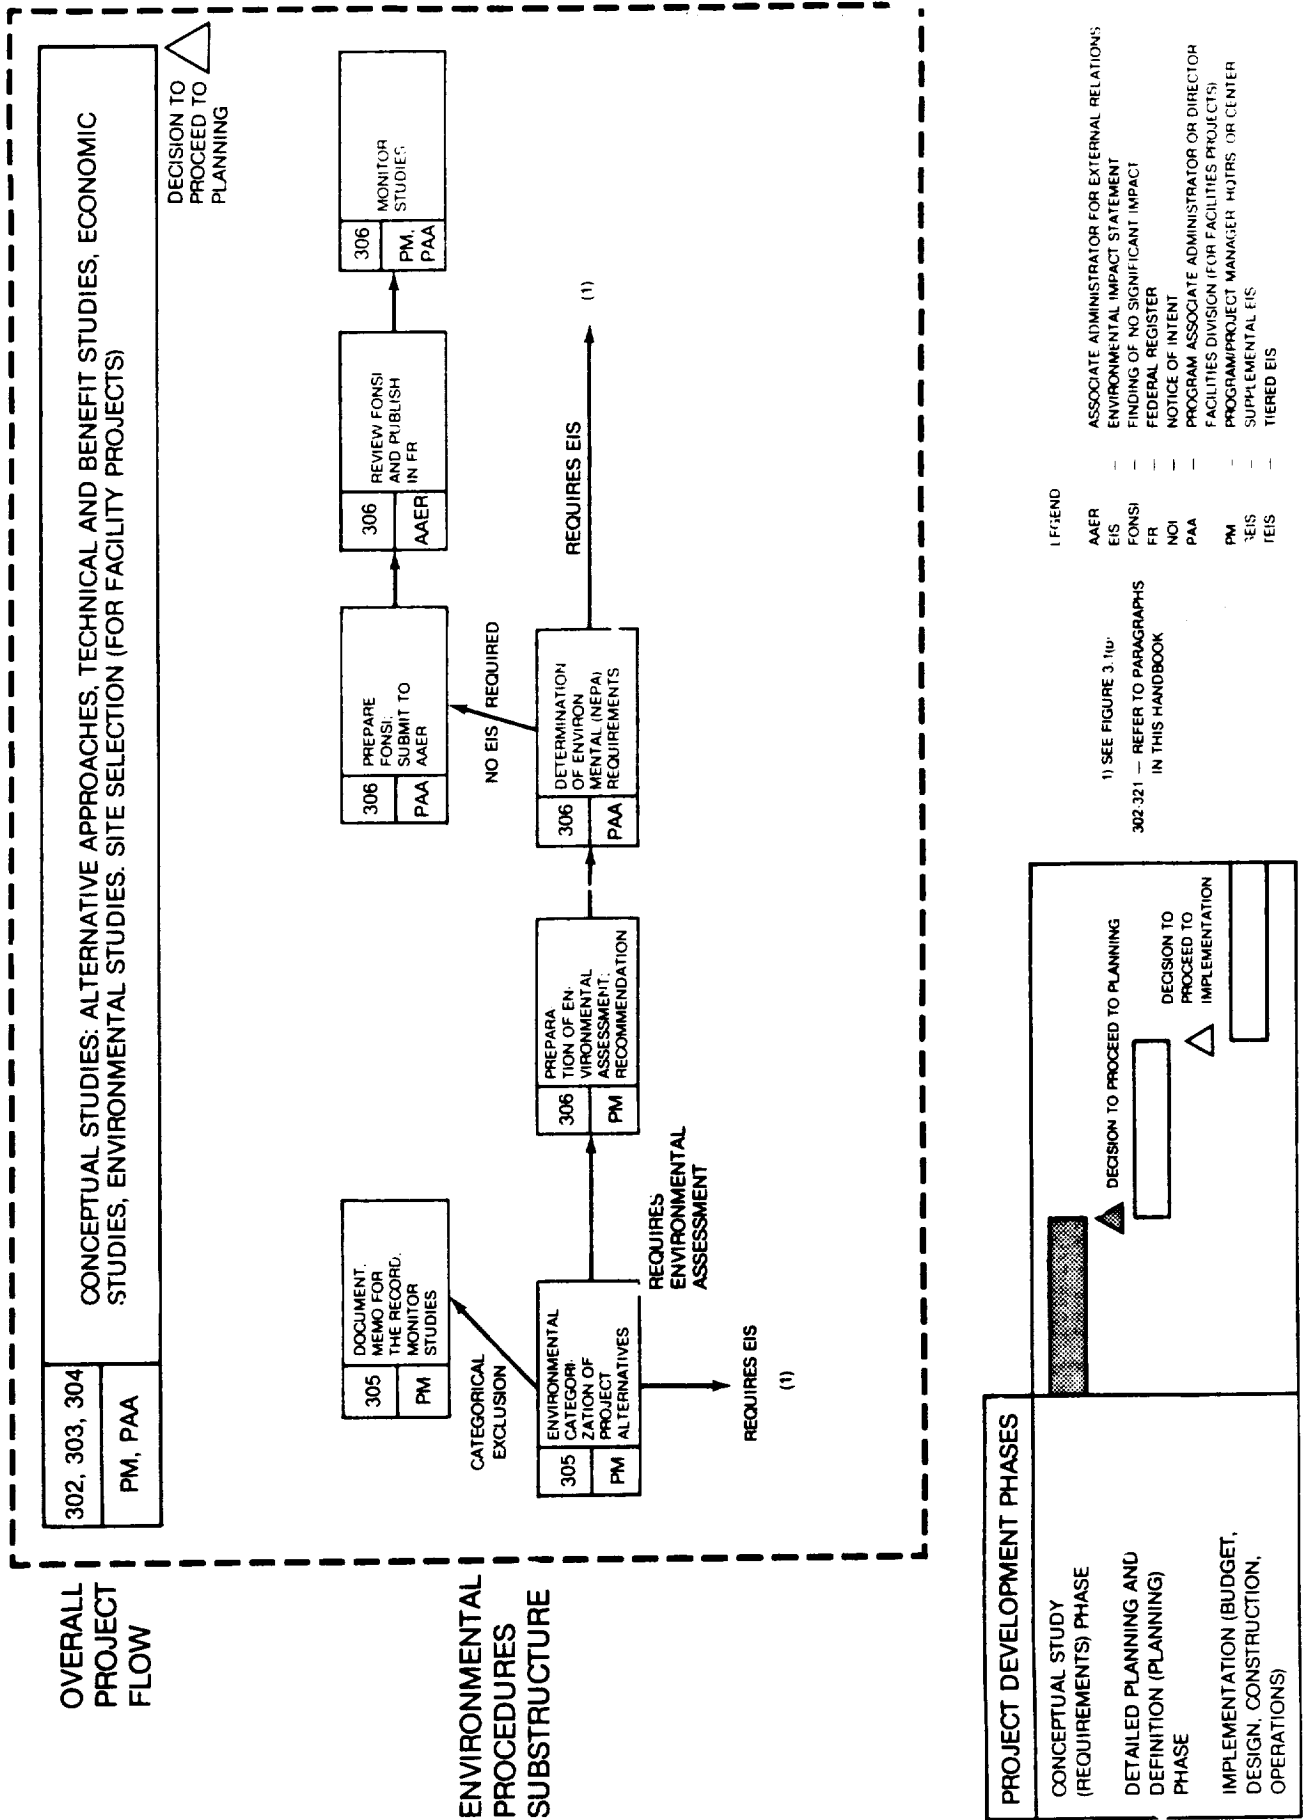 OVERALL
PROJECT
FLOW
302, 303, 304
PM, PAA
CONCEPTUAL STUDIES: ALTERNATIVE APPROACHES, TECHNICAL AND BENEFIT STUDIES, ECONOMIC
STUDIES, ENVIRONMENTAL STUDIES. SITE SELECTION (FOR FACILITY PROJECTS)
DECISION TO
PROCEED TO
PLANNING
ENVIRONMENTAL
PROCEDURES
SUBSTRUCTURE
305
PM
DOCUMENT.
MEMO FOR
THE RECORD.
MONITOR
STUDIES
CATEGORICAL
EXCLUSION
305
PM
ENVIRONMENTAL
CATEGORI-
ZATION OF
PROJECT
ALTERNATIVES
REQUIRES EIS
(1)
REQUIRES
ENVIRONMENTAL
ASSESSMENT
306
PM
PREPARA
TION OF EN-
VIRONMENTAL
ASSESSMENT:
RECOMMENDATION
306
PAA
DETERMINATION
OF ENVIRON
MENTAL (NEPA)
REQUIREMENTS
NO EIS REQUIRED
306
PAA
PREPARE
FONSI;
SUBMIT TO
AAER
306
AAER
REVIEW FONSI
AND PUBLISH
IN FR
306
PM,
PAA
MONITOR
STUDIES
REQUIRES EIS
(1)
PROJECT DEVELOPMENT PHASES
CONCEPTUAL STUDY
(REQUIREMENTS) PHASE
DECISION TO PROCEED TO PLANNING
DETAILED PLANNING AND
DEFINITION (PLANNING)
PHASE
DECISION TO
PROCEED TO
IMPLEMENTATION
IMPLEMENTATION (BUDGET,
DESIGN, CONSTRUCTION,
OPERATIONS)
1) SEE FIGURE
302-321 — REFER TO PARAGRAPHS
IN THIS HANDBOOK
LEGEND
AAER — ASSOCIATE ADMINISTRATOR FOR EXTERNAL RELATIONS
EIS — ENVIRONMENTAL IMPACT STATEMENT
FONSI — FINDING OF NO SIGNIFICANT IMPACT
FR — FEDERAL REGISTER
NOI — NOTICE OF INTENT
PAA — PROGRAM ASSOCIATE ADMINISTRATOR OR DIRECTOR
FACILITIES DIVISION (FOR FACILITIES PROJECTS)
PM - PROGRAM/PROJECT MANAGER HQTRS OR CENTER
SEIS - SUPPLEMENTAL EIS
TEIS — TIERED EIS